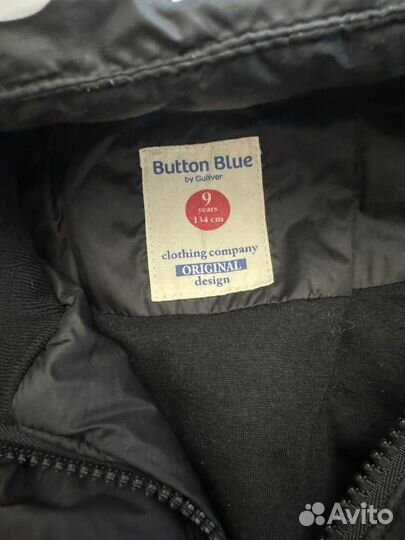 Button Blue
by Gulliver
9
years
134 cm
clothing company
ORIGINAL
design
Avito